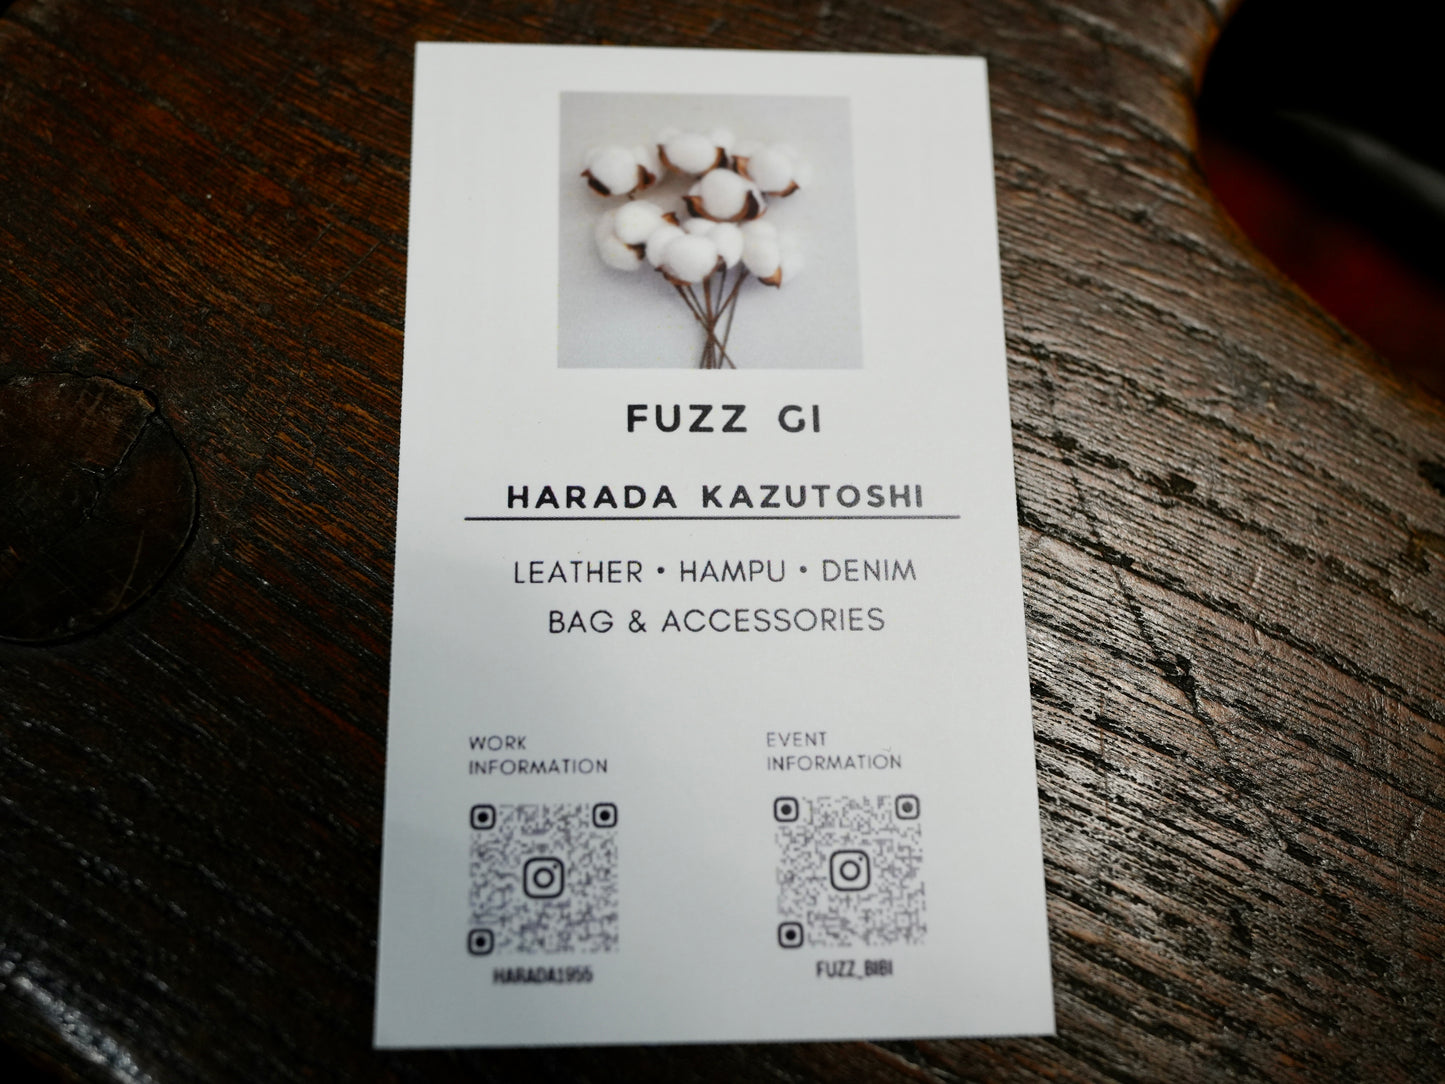 FUZZ GI
HARADA KAZUTOSHI
LEATHER • HAMPU • DENIM
BAG & ACCESSORIES
WORK
INFORMATION
EVENT
INFORMATION
HARADA1955
FUZZ_BIBI